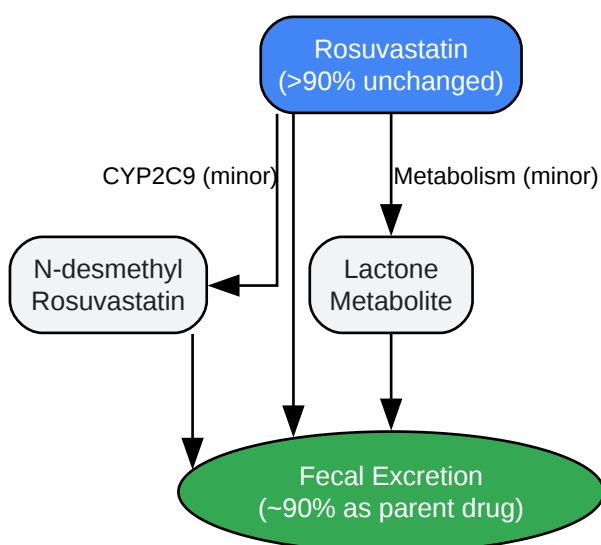 Rosuvastatin
(>90% unchanged)
CYP2C9 (minor)
Metabolism (minor)
N-desmethyl
Rosuvastatin
Lactone
Metabolite
Fecal Excretion
(~90% as parent drug)